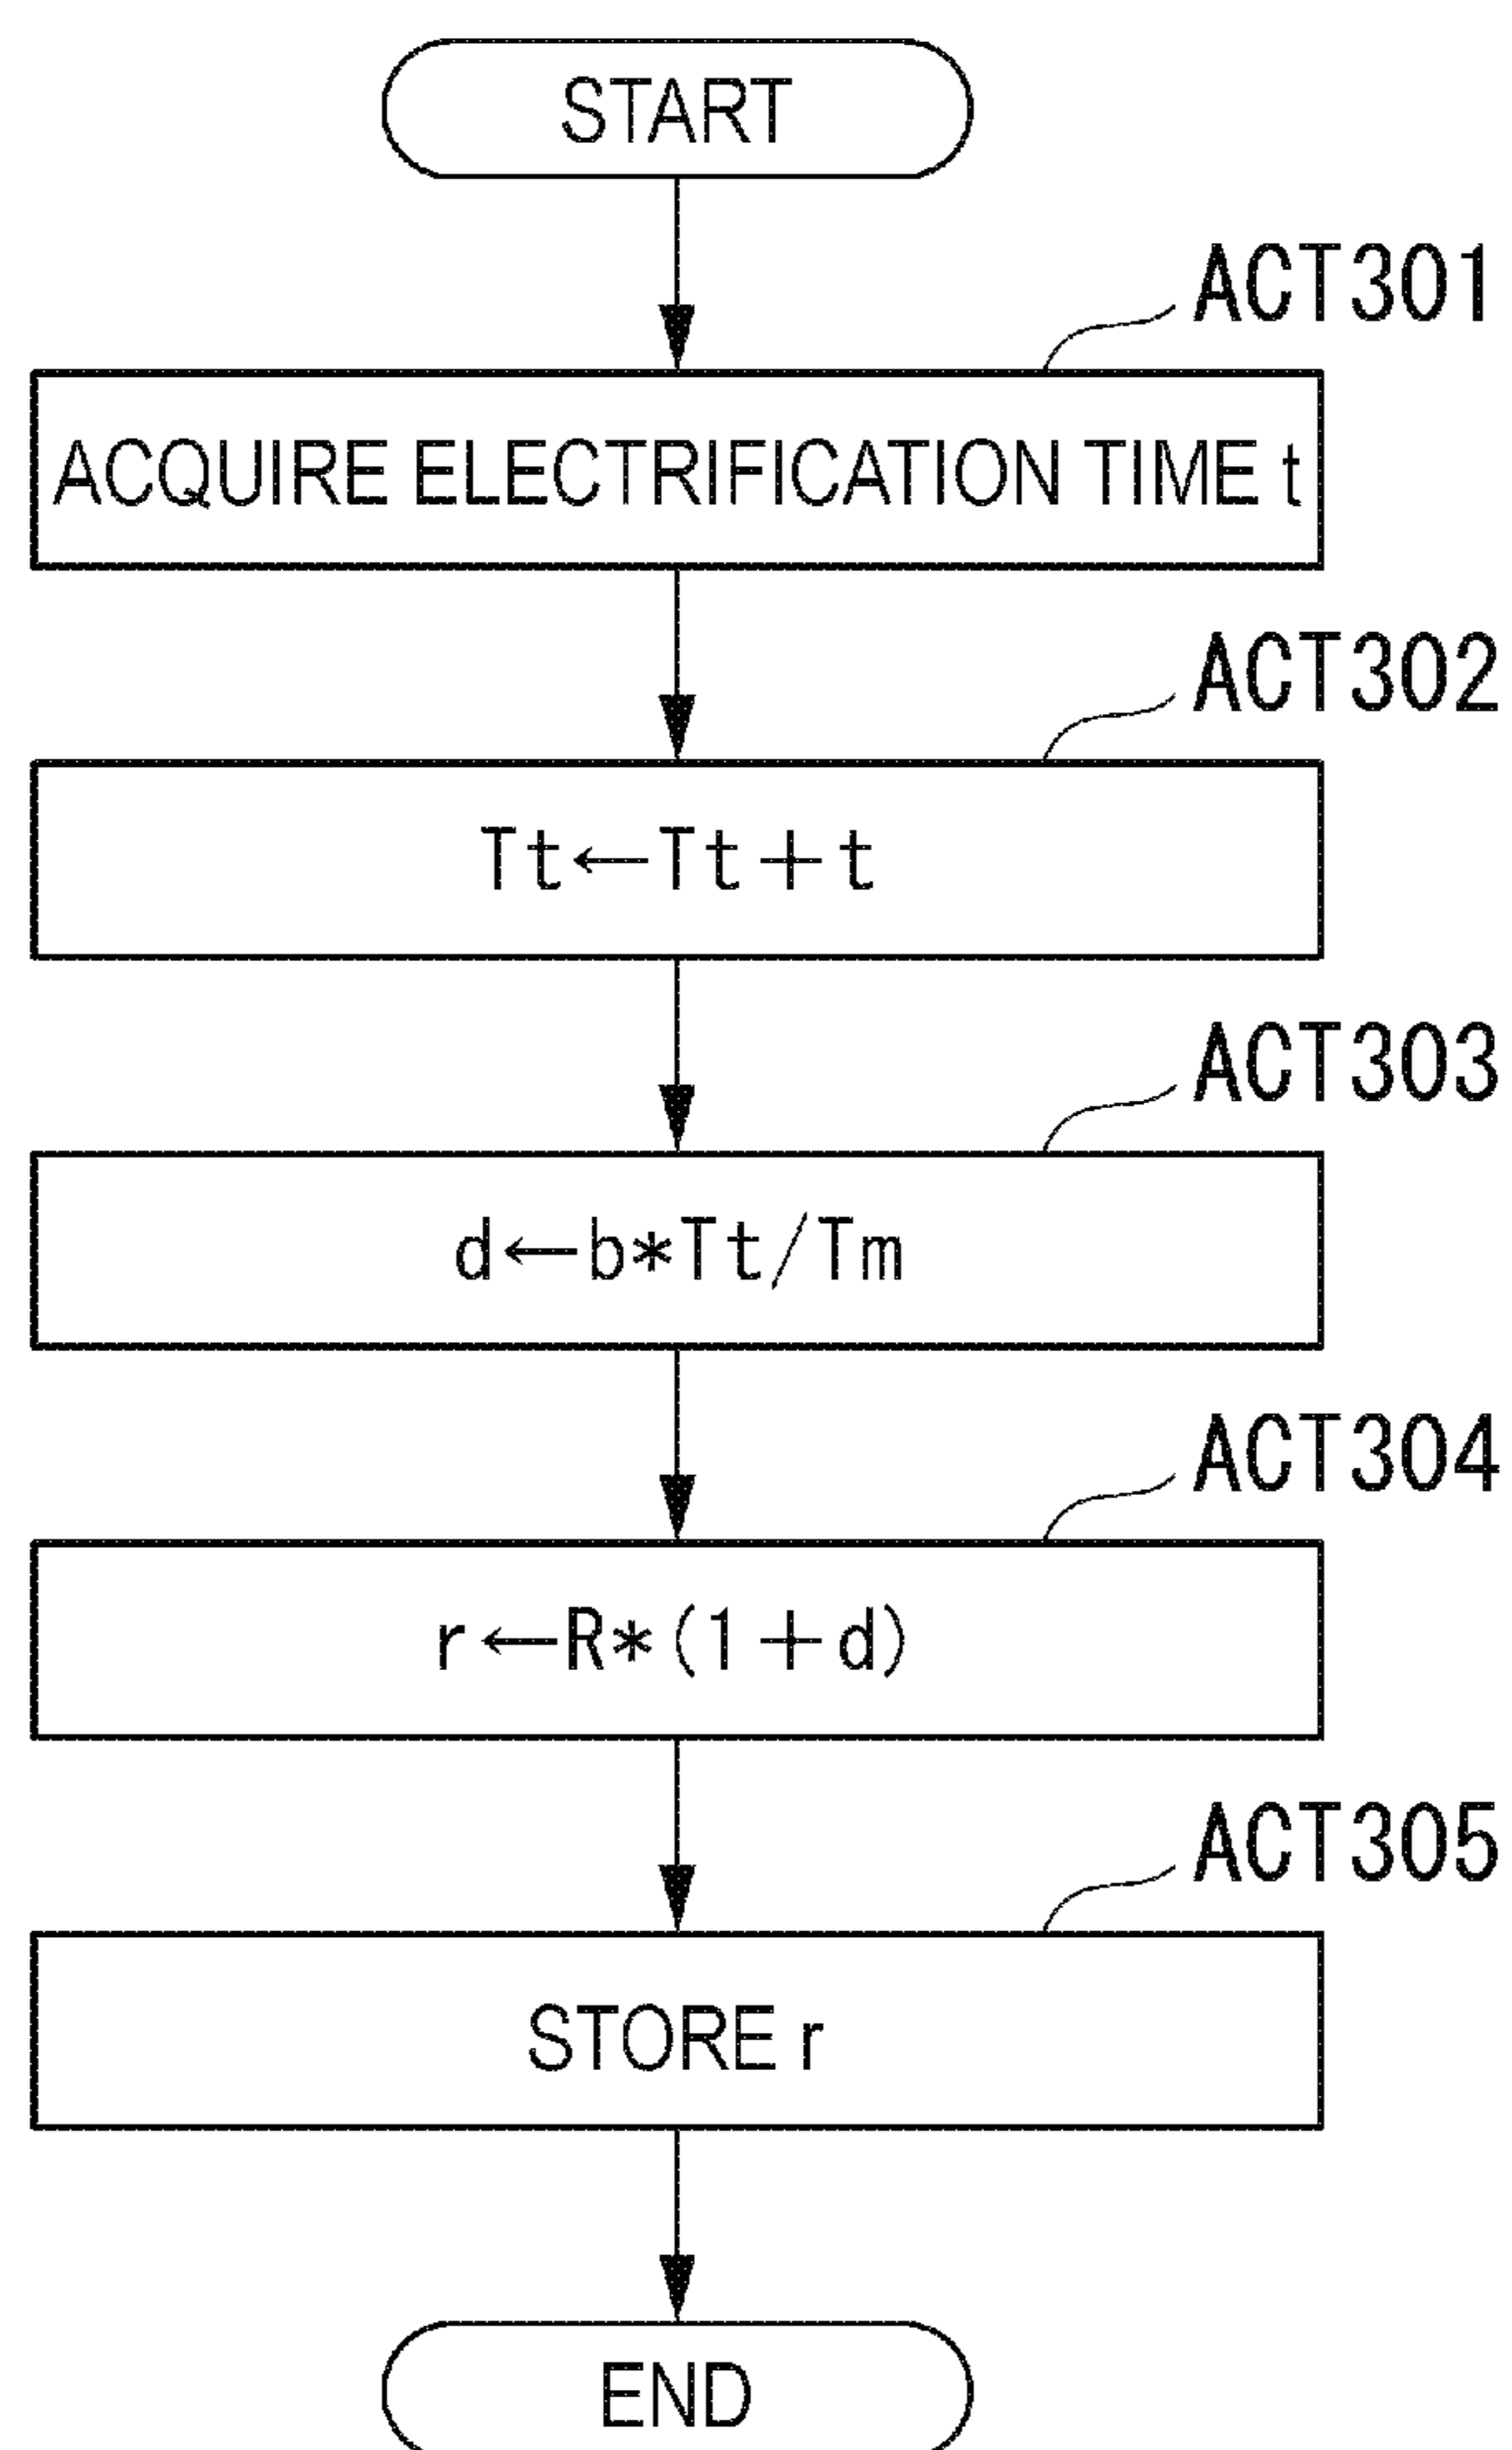 START
ACT301
ACQUIRE ELECTRIFICATION TIME t
ACT302
Tt←Tt+t
ACT303
d←b*Tt/Tm
ACT304
r←R*(1+d)
ACT305
STORE r
END